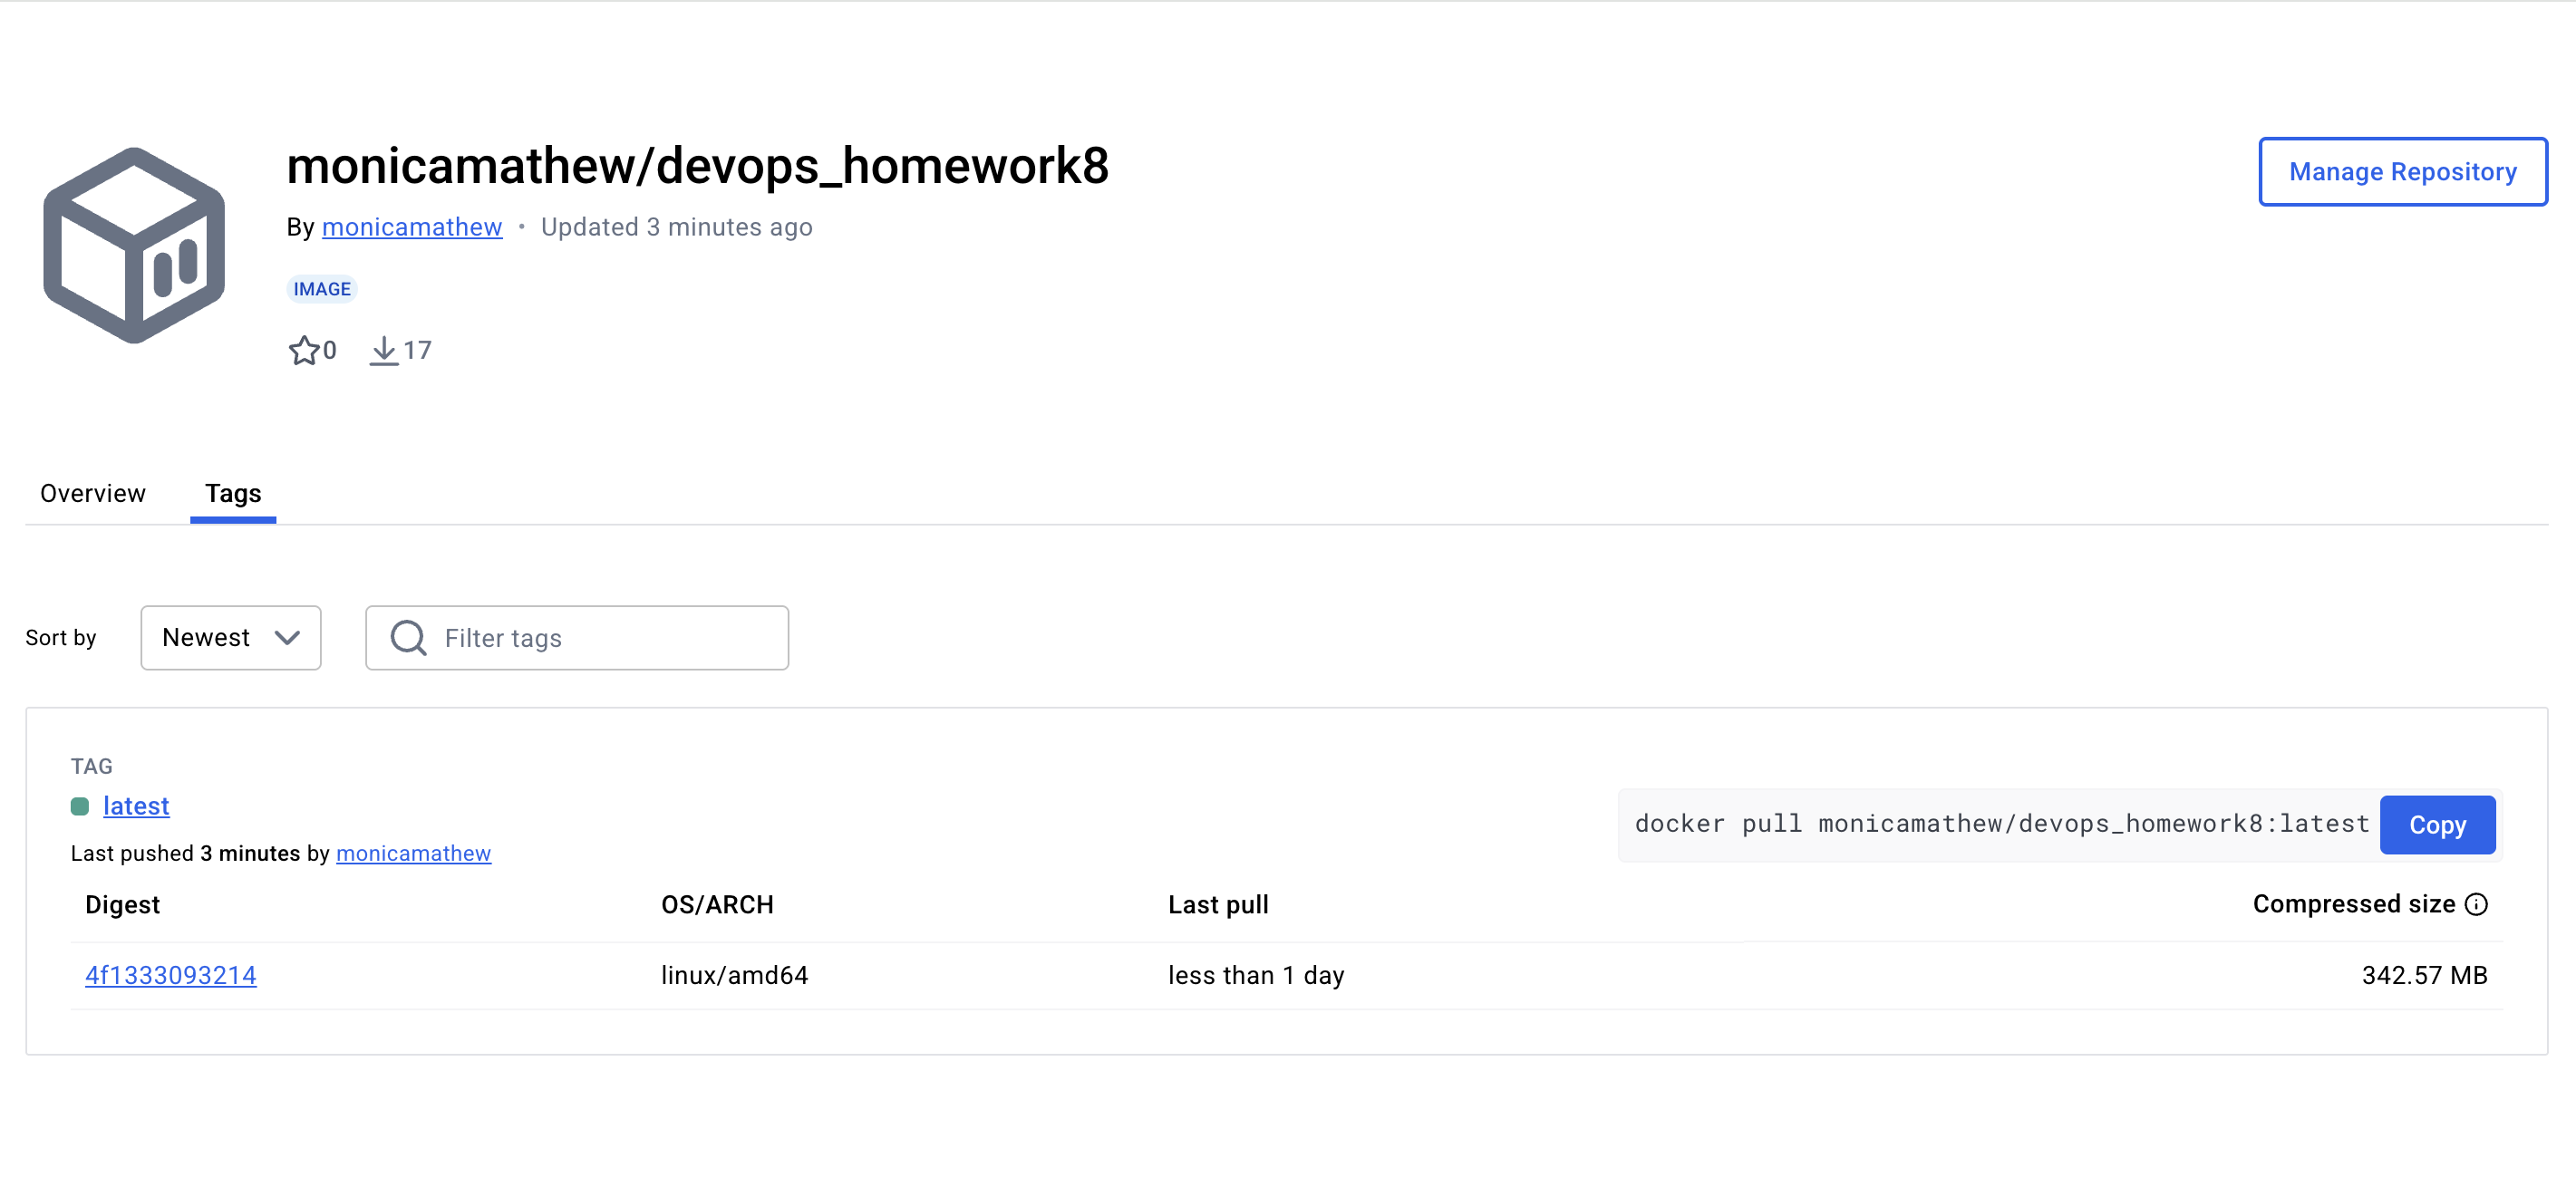 monicamathew/devops_homework8
Manage Repository
By monicamathew • Updated 3 minutes ago
IMAGE
0 17
Overview Tags
Sort by Newest Filter tags
TAG
latest
docker pull monicamathew/devops_homework8:latest Copy
Last pushed 3 minutes by monicamathew
Digest OS/ARCH Last pull Compressed size
4f1333093214 linux/amd64 less than 1 day 342.57 MB